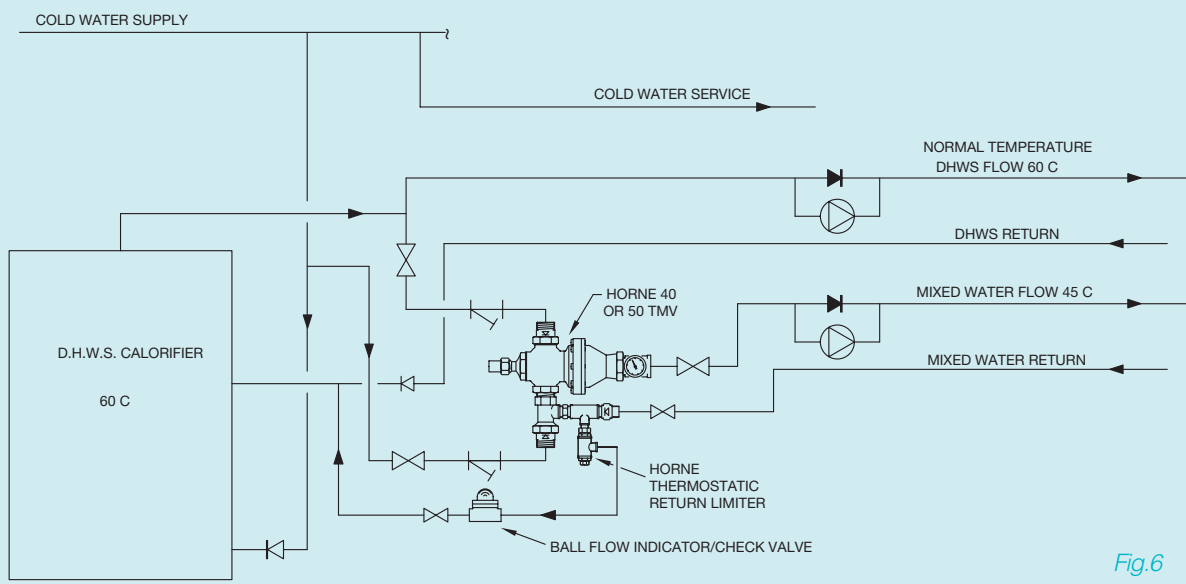 COLD WATER SUPPLY
COLD WATER SERVICE
NORMAL TEMPERATURE
DHWS FLOW 60 C
DHWS RETURN
HORNE 40
OR 50 TMV
MIXED WATER FLOW 45 C
D.H.W.S. CALORIFIER
60 C
MIXED WATER RETURN
HORNE
THERMOSTATIC
RETURN LIMITER
BALL FLOW INDICATOR/CHECK VALVE
Fig.6